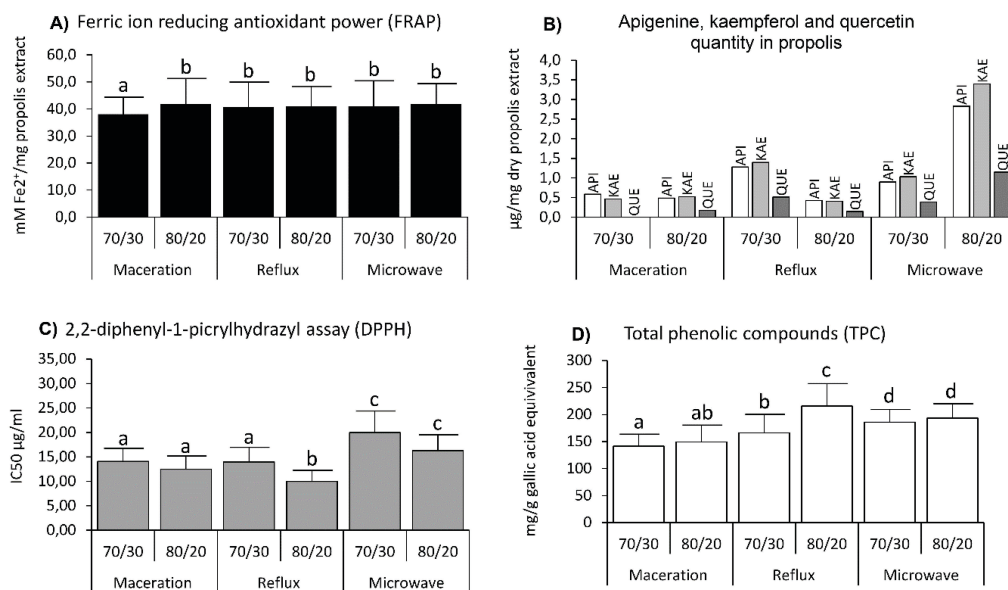 A) Ferric ion reducing antioxidant power (FRAP)
mM Fe2⁺/mg propolis extract
60,0
50,0
40,0
30,0
20,0
10,0
0,0
a b b b b b
70/30 80/20 70/30 80/20 70/30 80/20
Maceration Reflux Microwave
B) Apigenine, kaempferol and quercetin
quantity in propolis
µg/mg dry propolis extract
4,0
3,5
3,0
2,5
2,0
1,5
1,0
0,5
0,0
API KAE QUE API KAE QUE API KAE QUE API KAE QUE API KAE QUE API KAE QUE
70/30 80/20 70/30 80/20 70/30 80/20
Maceration Reflux Microwave
C) 2,2-diphenyl-1-picrylhydrazyl assay (DPPH)
IC50 µg/ml
35,00
30,00
25,00
20,00
15,00
10,00
5,00
0,00
a a a b c c
70/30 80/20 70/30 80/20 70/30 80/20
Maceration Reflux Microwave
D) Total phenolic compounds (TPC)
mg/g gallic acid equivalent
300
250
200
150
100
50
0
a ab b c d d
70/30 80/20 70/30 80/20 70/30 80/20
Maceration Reflux Microwave